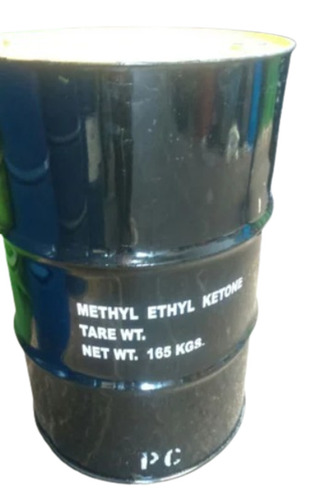 METHYL ETHYL KETONE
TARE WT.
NET WT. 165 KGS.
PC